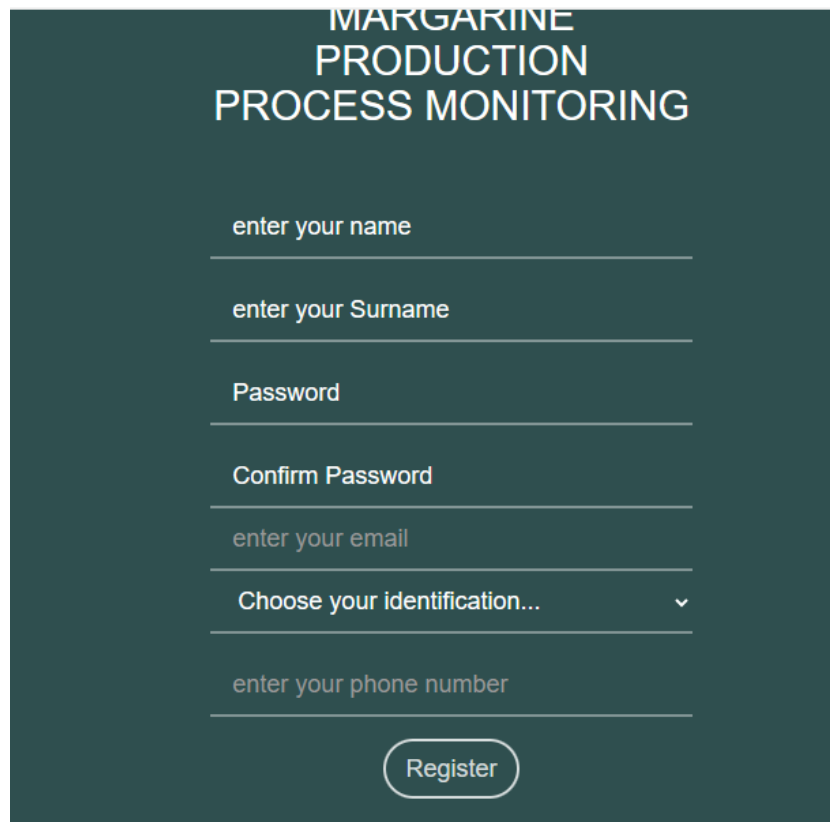 MARGARINE
PRODUCTION
PROCESS MONITORING
enter your name
enter your Surname
Password
Confirm Password
enter your email
Choose your identification...
enter your phone number
Register